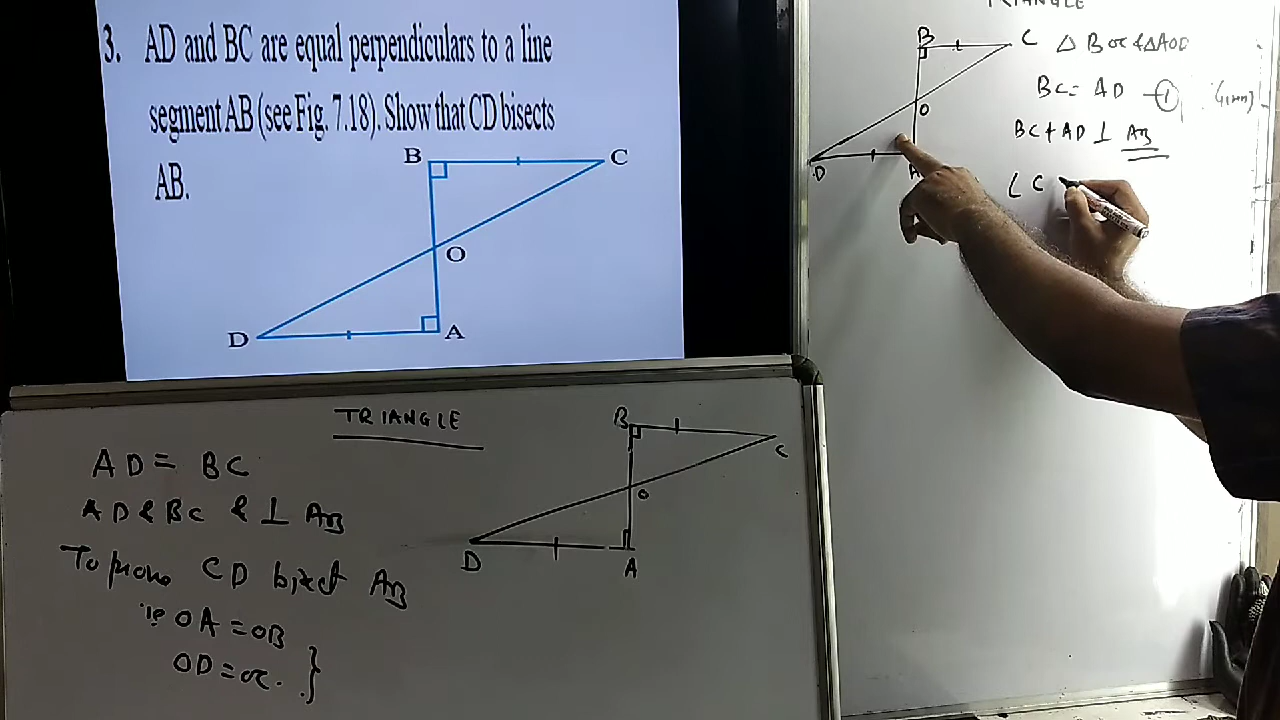 3. AD and BC are equal perpendiculars to a line
segment AB (see Fig. 7.18). Show that CD bisects
AB.
B
C
O
D
A
TRIANGLE
AD = BC
AD & BC & ⊥ AB
To prove CD bisect AB
ie OA = OB
OD = OC. }
B
C
O
D
A
TRIANGLE
B
C
O
D
A
Δ BOC & Δ AOD
BC = AD — ①
BC & AD ⊥ AB
∠ C